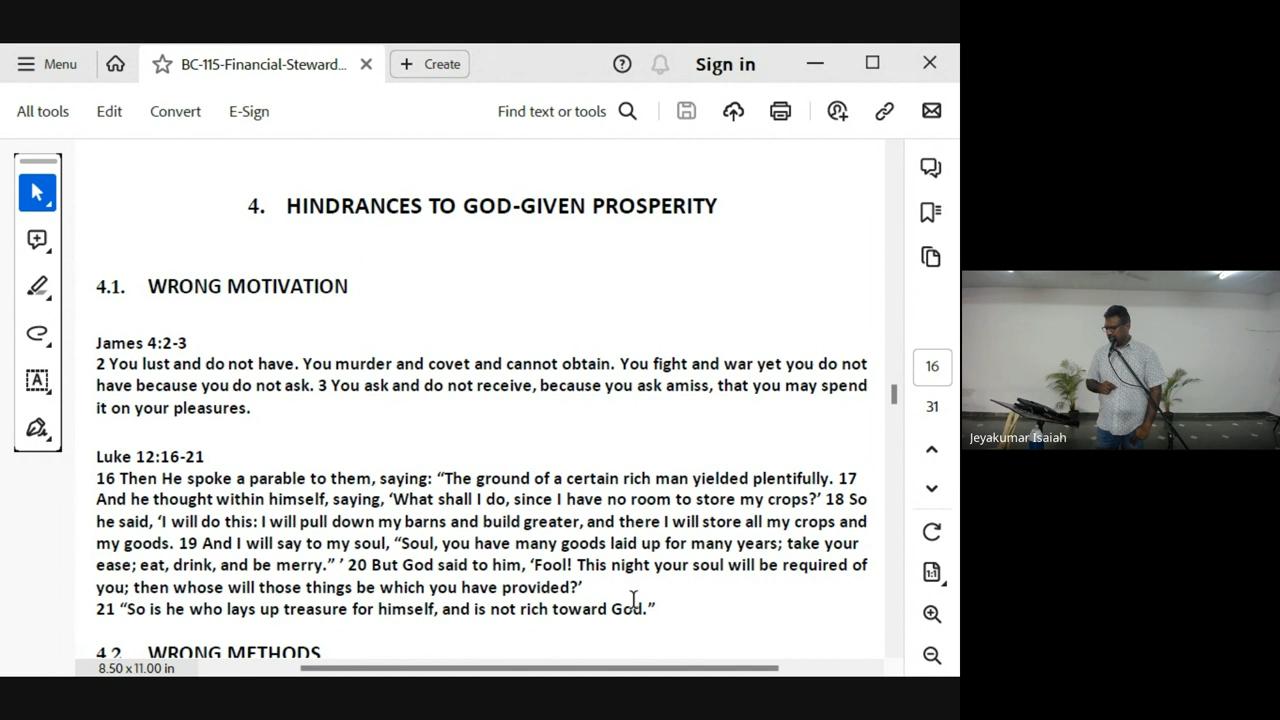 Menu
BC-115-Financial-Steward...
Create
Sign in
All tools
Edit
Convert
E-Sign
Find text or tools
4. HINDRANCES TO GOD-GIVEN PROSPERITY
4.1. WRONG MOTIVATION
James 4:2-3
2 You lust and do not have. You murder and covet and cannot obtain. You fight and war yet you do not
have because you do not ask. 3 You ask and do not receive, because you ask amiss, that you may spend
it on your pleasures.
Luke 12:16-21
16 Then He spoke a parable to them, saying: “The ground of a certain rich man yielded plentifully. 17
And he thought within himself, saying, ‘What shall I do, since I have no room to store my crops?’ 18 So
he said, ‘I will do this: I will pull down my barns and build greater, and there I will store all my crops and
my goods. 19 And I will say to my soul, “Soul, you have many goods laid up for many years; take your
ease; eat, drink, and be merry.” ’ 20 But God said to him, ‘Fool! This night your soul will be required of
you; then whose will those things be which you have provided?’
21 “So is he who lays up treasure for himself, and is not rich toward God.”
4.2 WRONG METHODS
8.50 x 11.00 in
16
31
1:1
Jeyakumar Isaiah